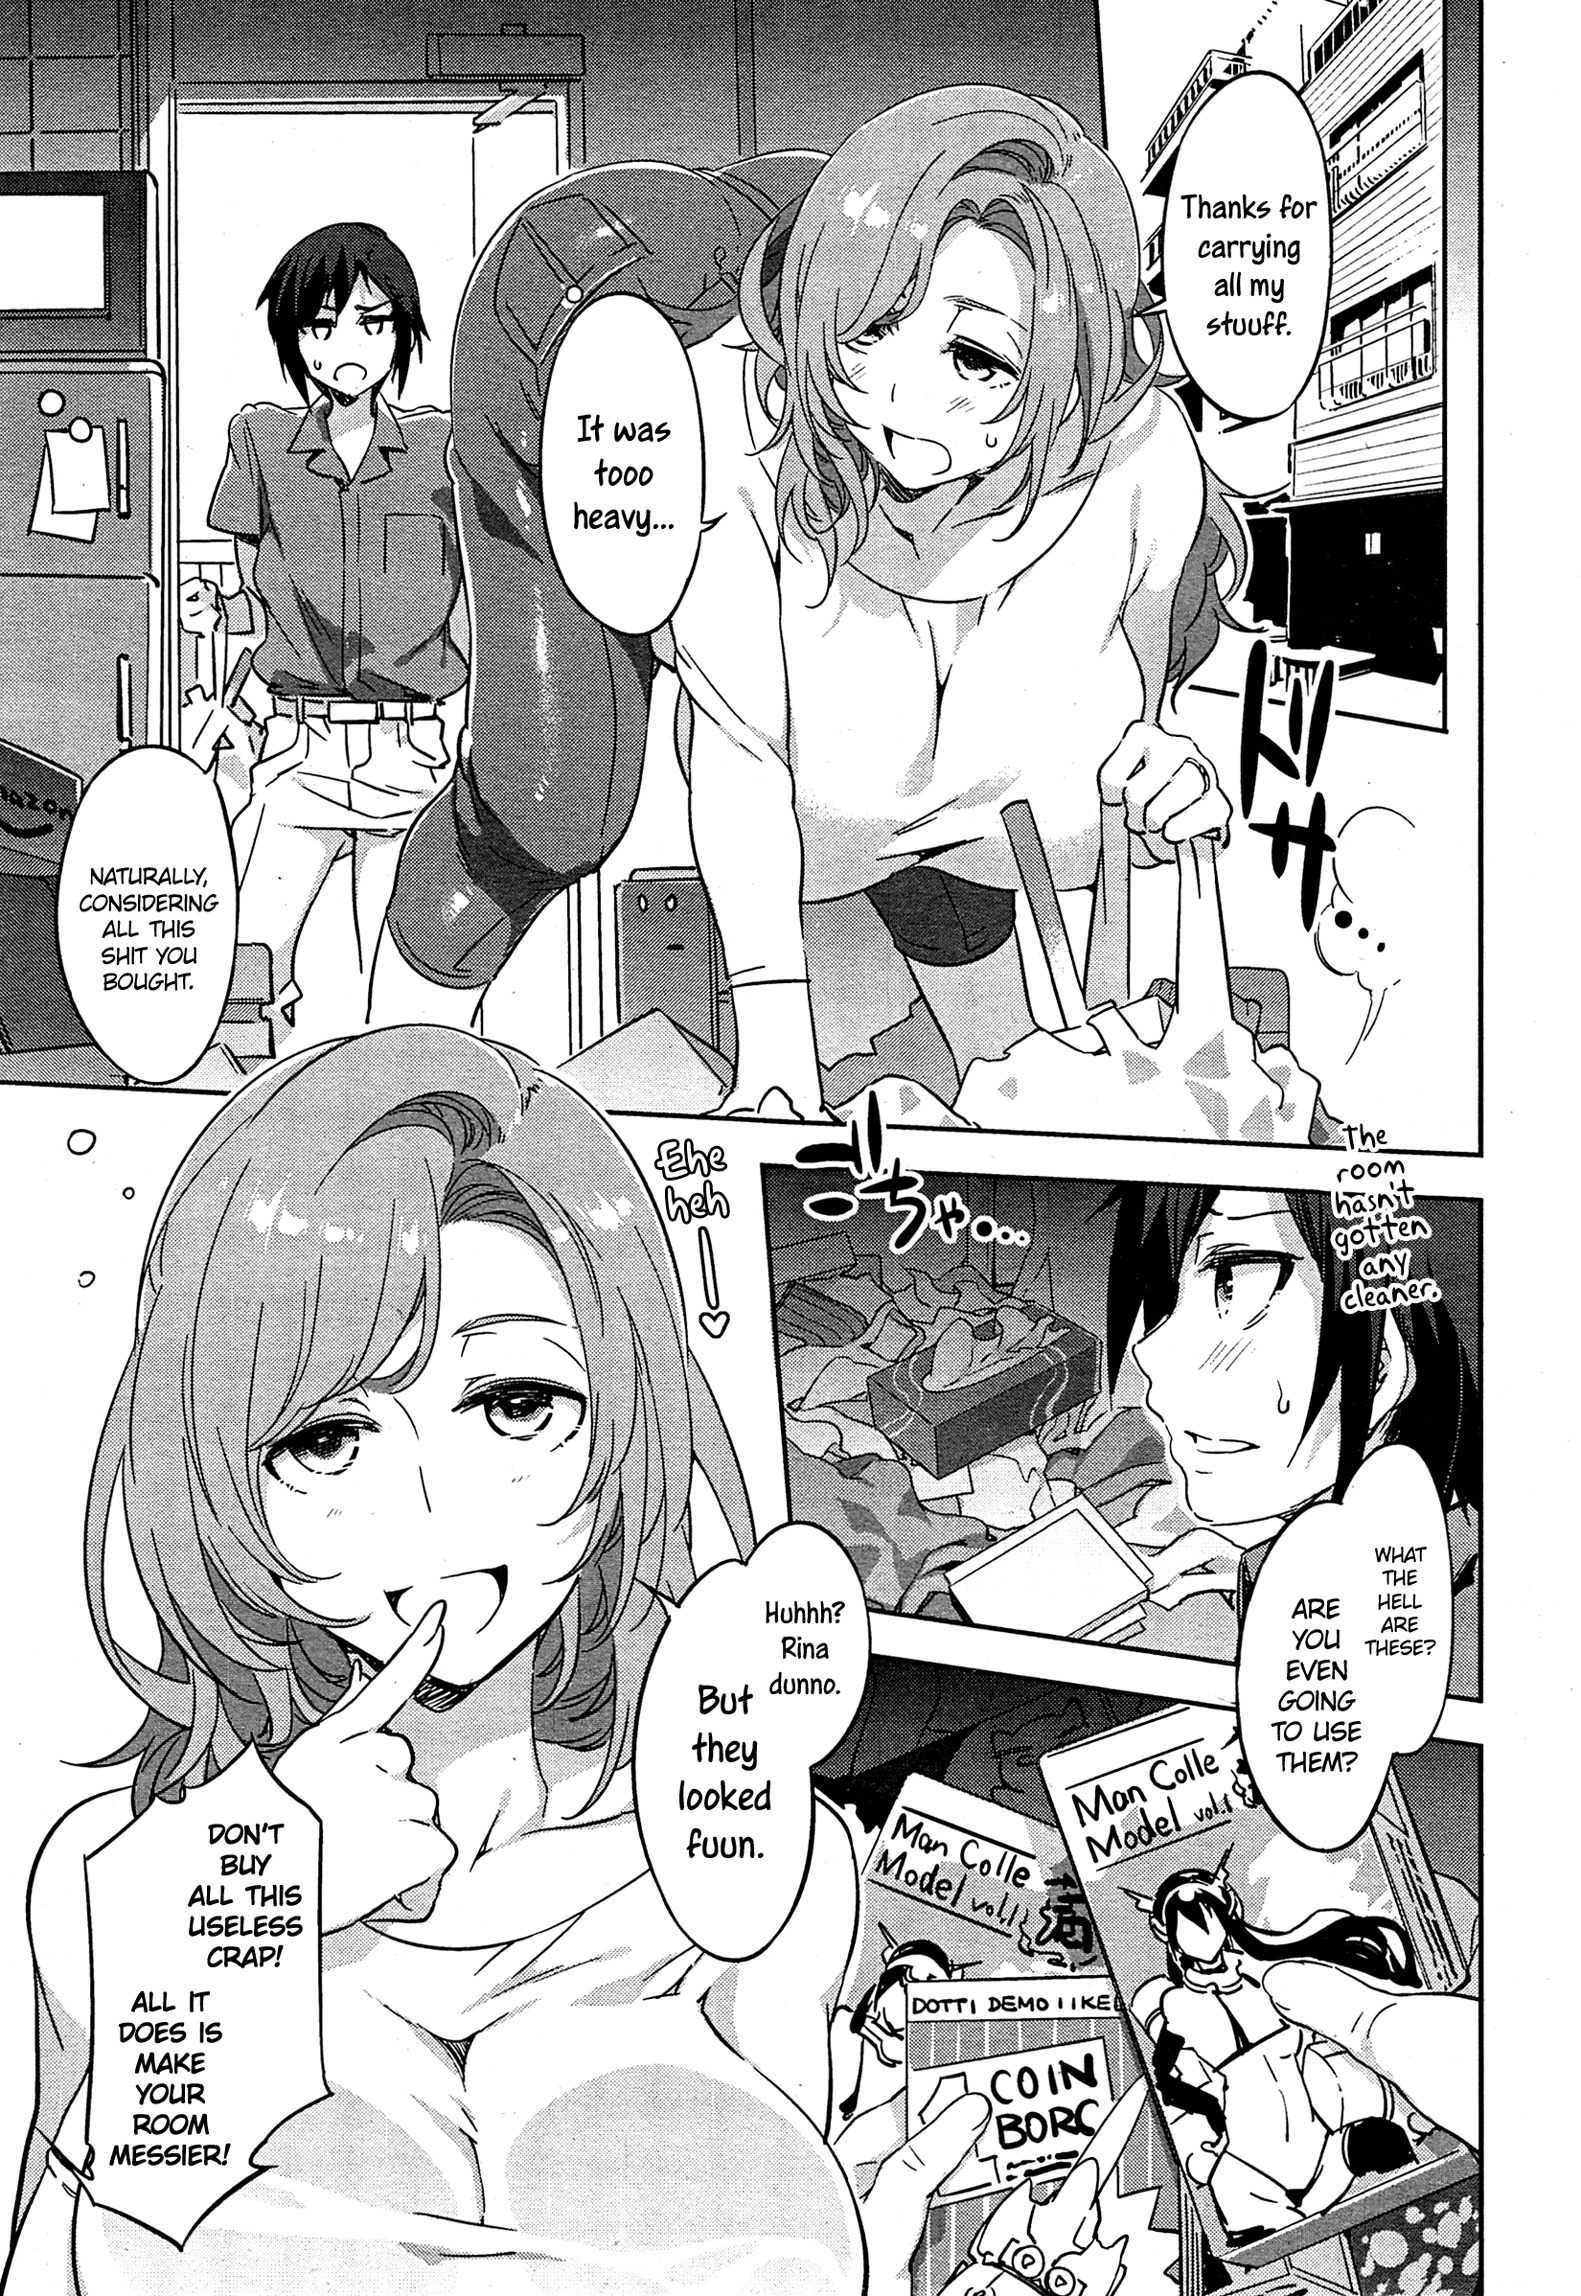 Thanks for
carrying
all my
stuuff.
It was
tooo
heavy...
NATURALLY,
CONSIDERING
ALL THIS
SHIT YOU
BOUGHT.
ドサッ
The
room
hasn't
gotten
any
cleaner.
ごちゃ...
WHAT
THE
HELL
ARE
THESE?
ARE
YOU
EVEN
GOING
TO USE
THEM?
Man Colle
Model vol.1
Man Colle
Model vol.1
DOTTI DEMO IIKE
COIN
BORC
Ehe
heh
Huhhh?
Rina
dunno.
But
they
looked
fuun.
DON'T
BUY
ALL THIS
USELESS
CRAP!
ALL IT
DOES IS
MAKE
YOUR
ROOM
MESSIER!